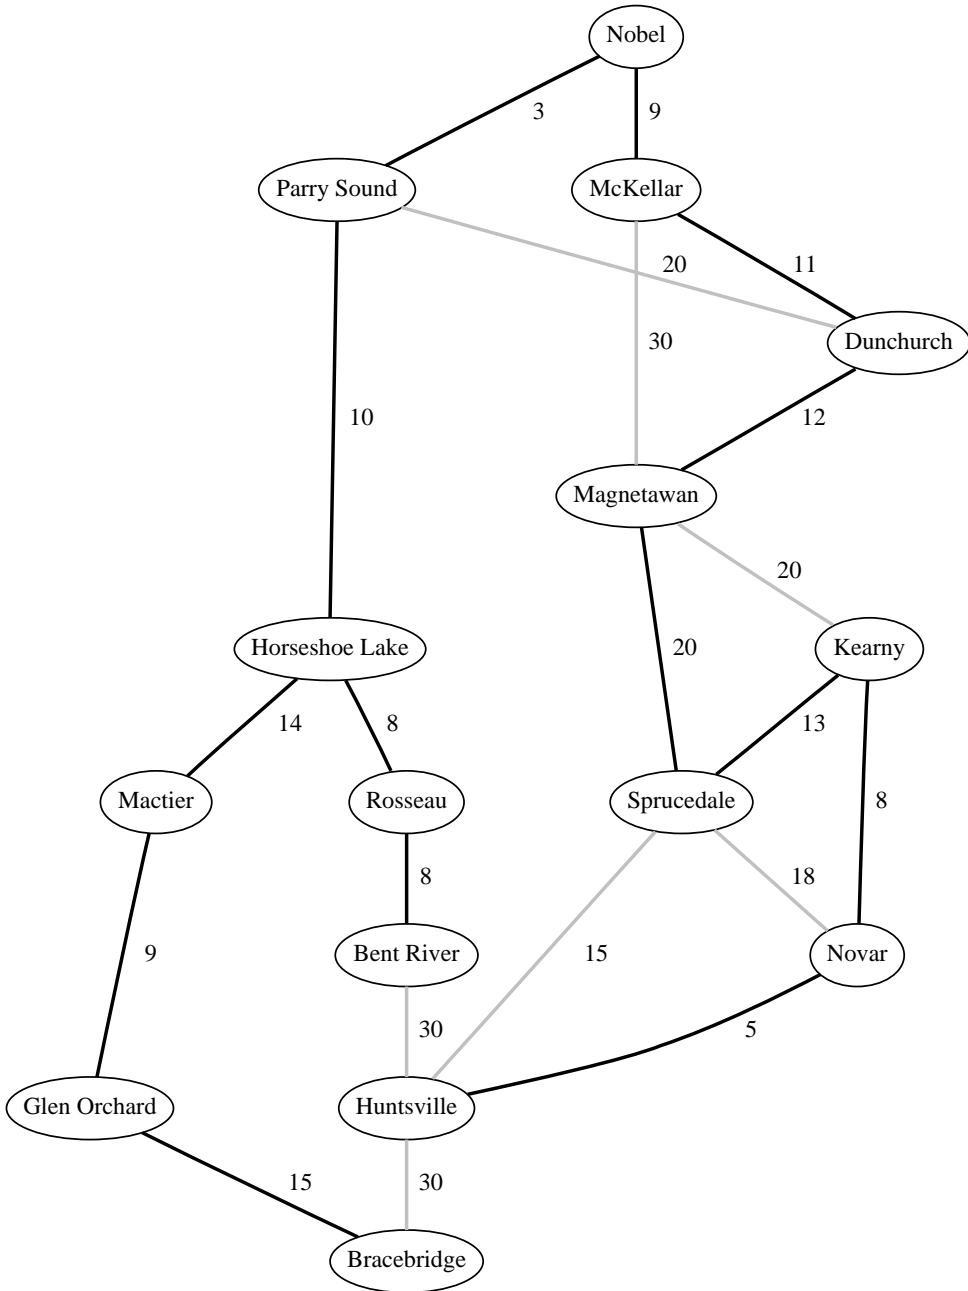 Nobel
3
9
Parry Sound
McKellar
20
11
30
Dunchurch
10
12
Magnetawan
20
Horseshoe Lake
20
Kearny
14
8
13
Mactier
Rosseau
Sprucedale
8
8
18
9
Bent River
15
Novar
30
5
Glen Orchard
Huntsville
15
30
Bracebridge